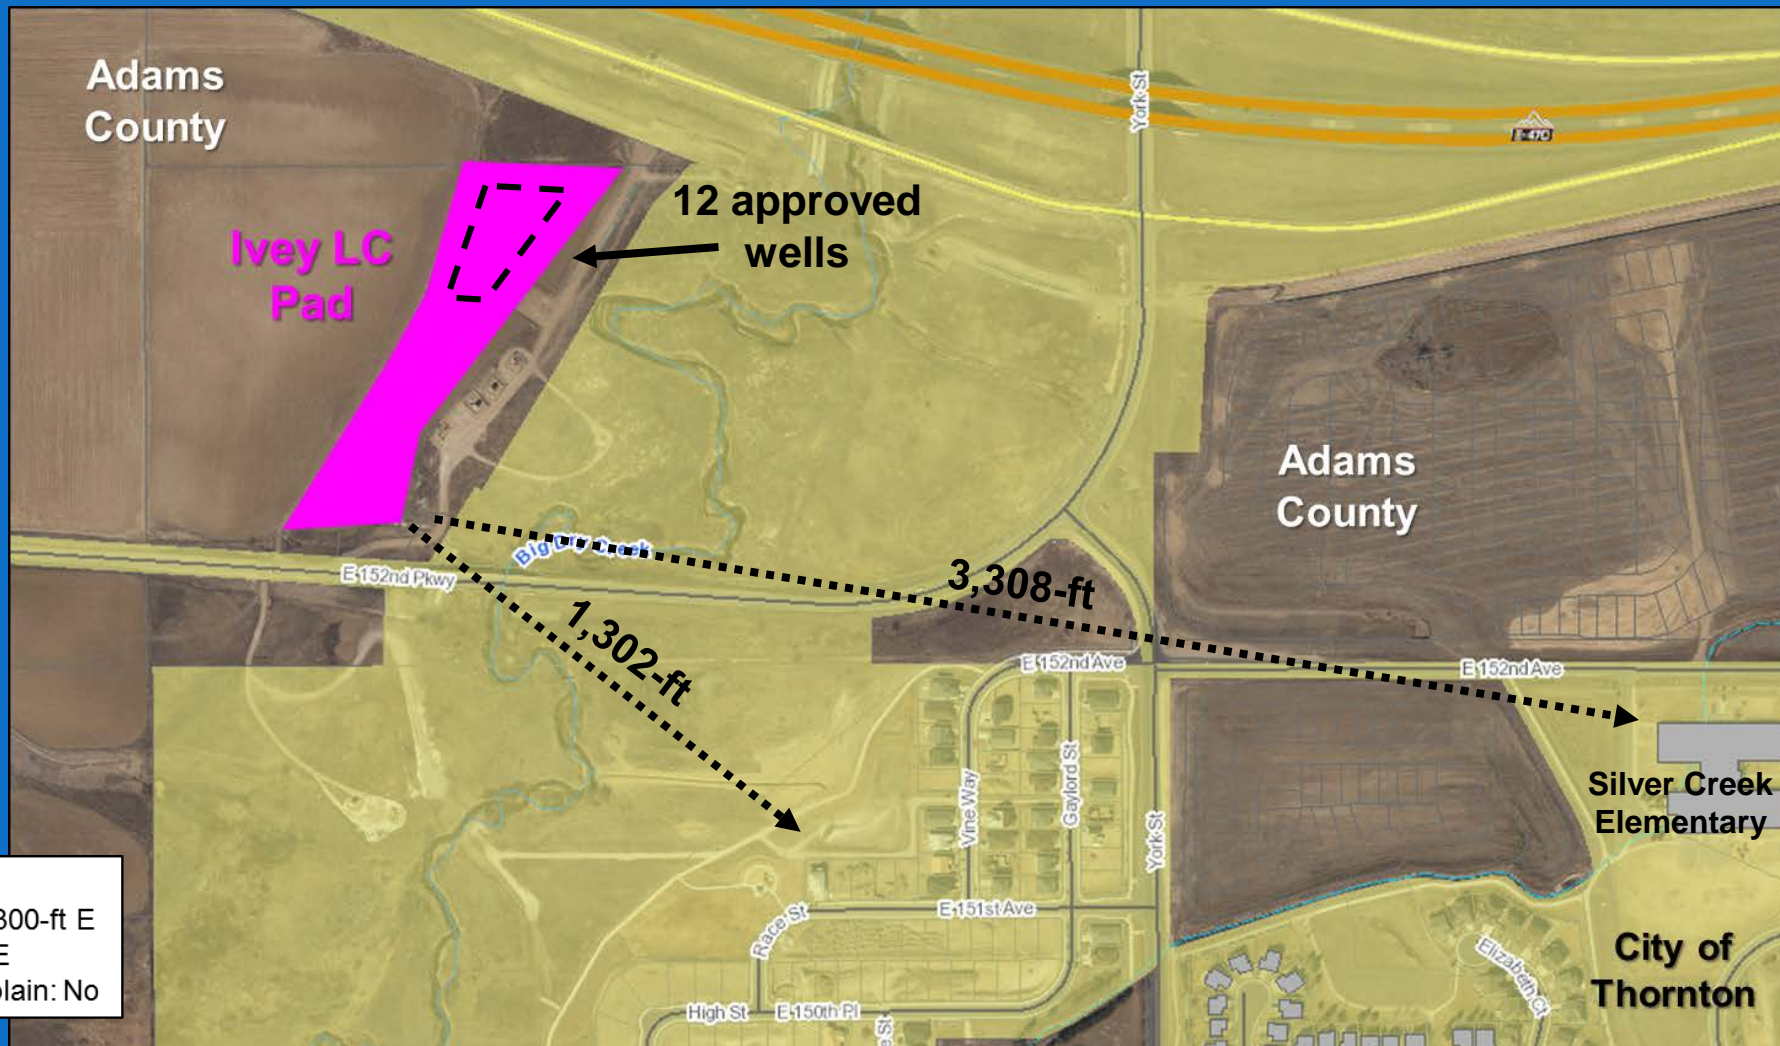 Adams
County
York St
E-470
12 approved
wells
Ivey LC
Pad
Adams
County
Big Dry Creek
E 152nd Pkwy
3,308-ft
1,302-ft
E 152nd Ave
E 152nd Ave
Vine Way
Gaylord St
York St
Silver Creek
Elementary
300-ft E
E
plain: No
Race St
E 151st Ave
Elizabeth Ct
City of
Thornton
High St
E 150th Pl
e St